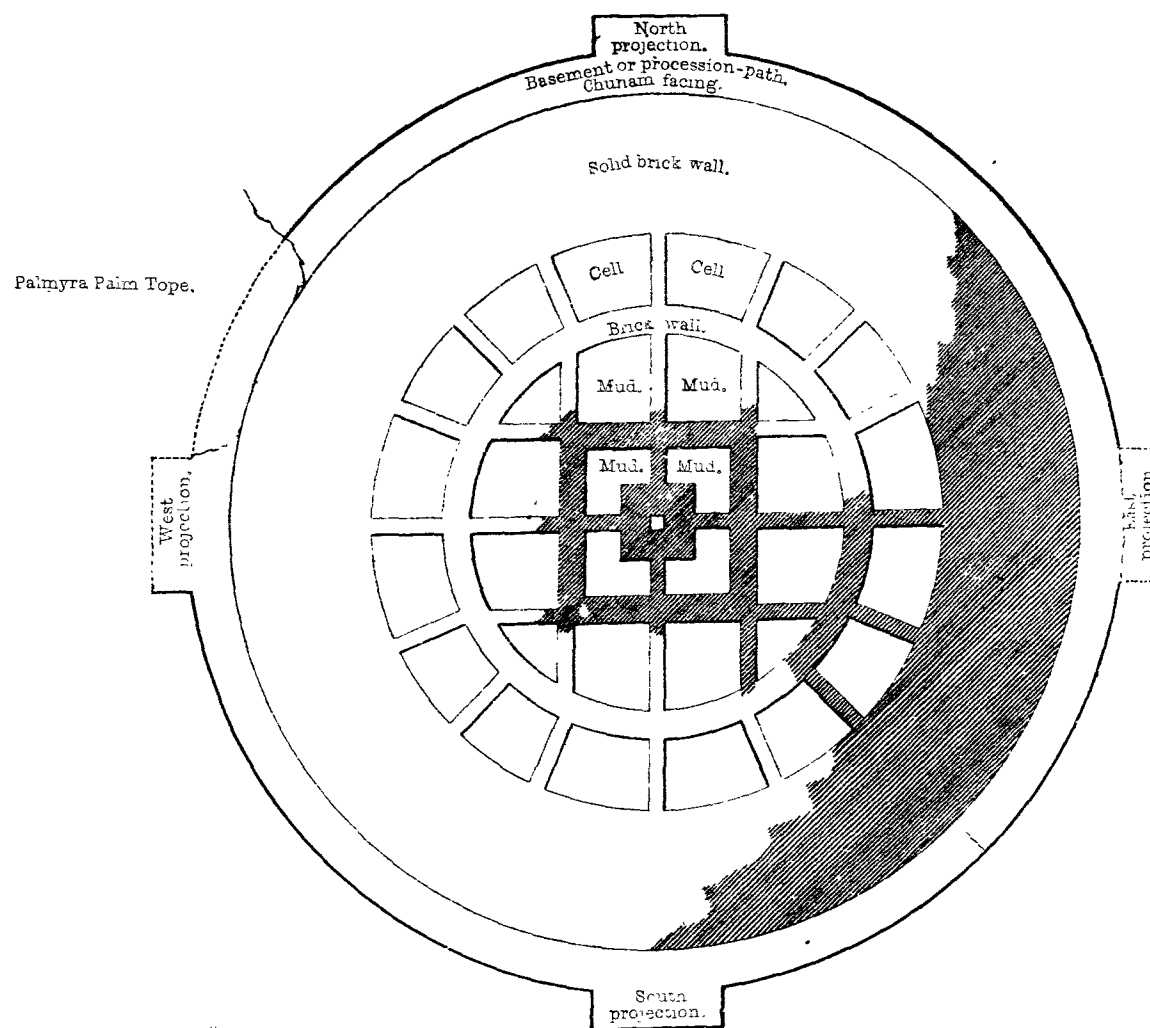 North
projection.
Basement or procession-path.
Chunam facing.
Solid brick wall.
Palmyra Palm Tope.
Cell
Cell
Brick wall.
Mud.
Mud.
Mud.
Mud.
West
projection.
East
projection
South
projection.